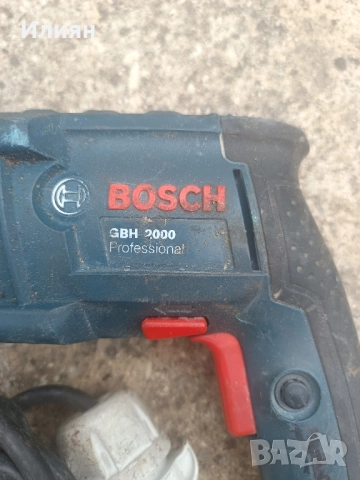 Илиян
BOSCH
GBH 2000
Professional
BAZAR